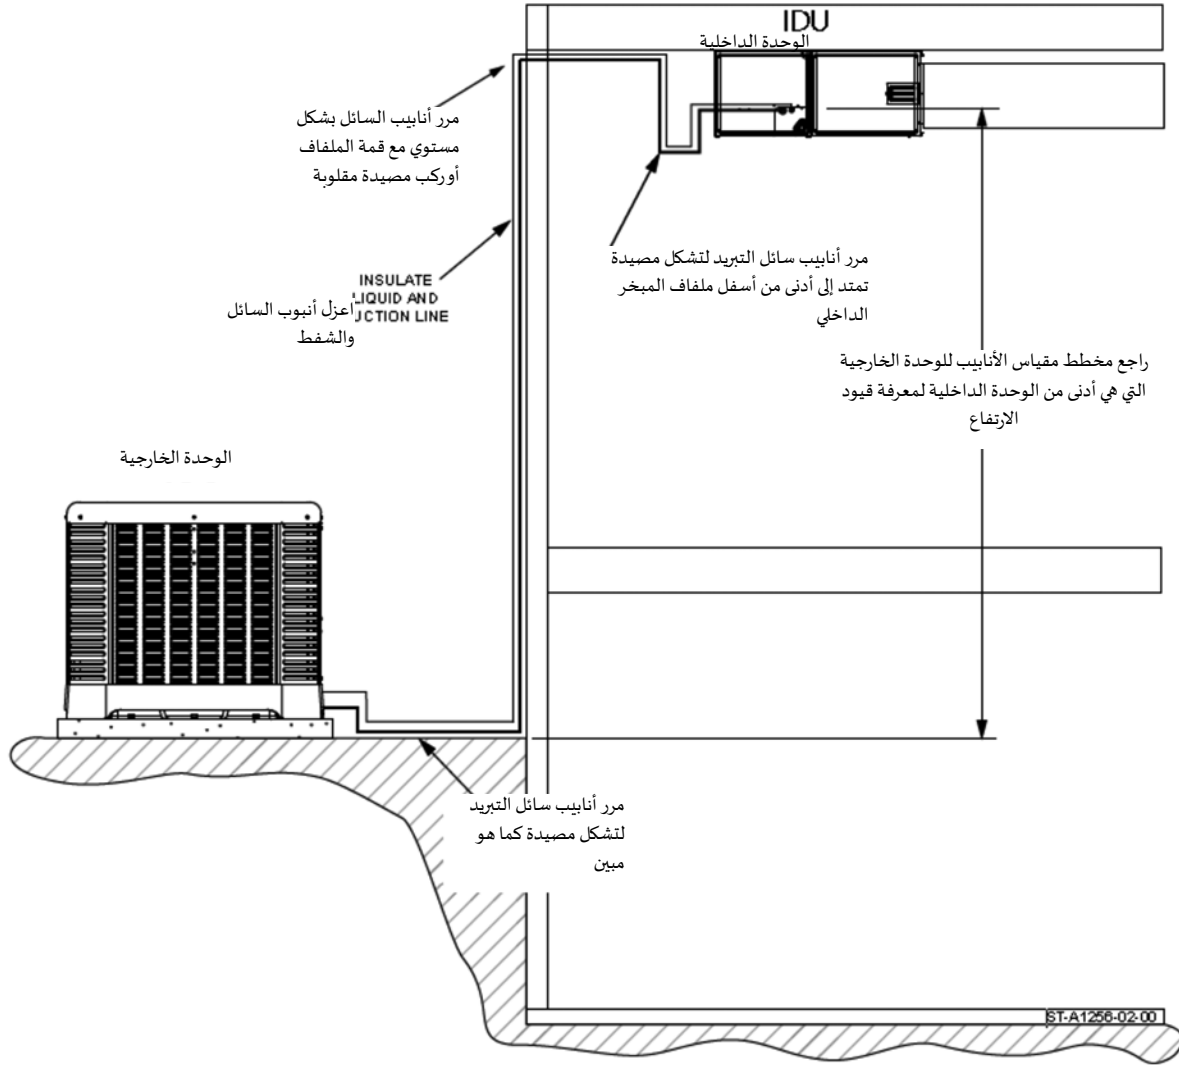 IDU
الوحدة الداخلية
مرر أنابيب السائل بشكل
مستوي مع قمة الملفاف
أوركب مصيدة مقلوبة
مرر أنابيب سائل التبريد لتشكل مصيدة
تمتد إلى أدنى من أسفل ملفاف المبخر
الداخلي
INSULATE
LIQUID AND
UCTION LINE
اعزل أنبوب السائل
والشفط
راجع مخطط مقياس الأنابيب للوحدة الخارجية
التي هي أدنى من الوحدة الداخلية لمعرفة قيود
الارتفاع
الوحدة الخارجية
مرر أنابيب سائل التبريد
لتشكل مصيدة كما هو
مبين
ST-A1256-02-00